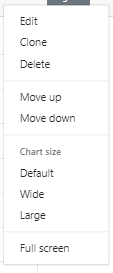 Edit
Clone
Delete
Move up
Move down
Chart size
Default
Wide
Large
Full screen